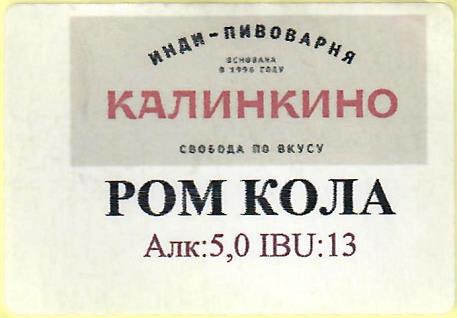 ИНДИ-ПИВОВАРНЯ
ОСНОВАНА
В 1996 ГОДУ
КАЛИНКИНО
СВОБОДА ПО ВКУСУ
РОМ КОЛА
Алк:5,0 IBU:13